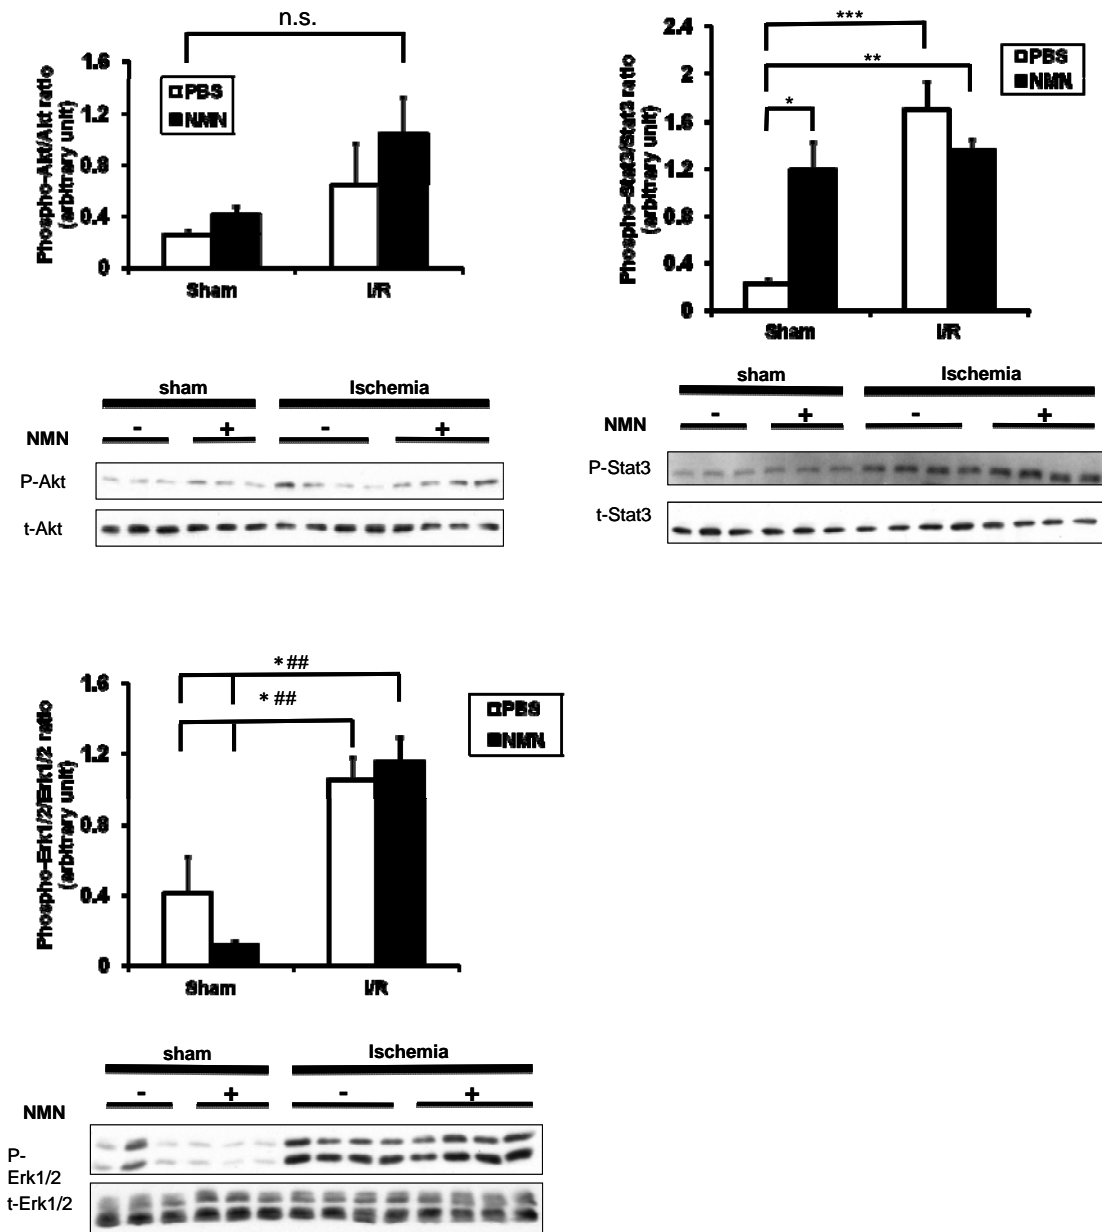 n.s.
1.6
1.2
0.8
0.4
0
Phospho-Akt/Akt ratio
(arbitrary unit)
PBS
NMN
Sham
I/R
sham
Ischemia
NMN
-
+
-
+
P-Akt
t-Akt
***
**
*
2.4
2
1.6
1.2
0.8
0.4
0
Phospho-Stat3/Stat3 ratio
(arbitrary unit)
PBS
NMN
Sham
I/R
sham
Ischemia
NMN
-
+
-
+
P-Stat3
t-Stat3
* ##
* ##
1.6
1.2
0.8
0.4
0
Phospho-Erk1/2/Erk1/2 ratio
(arbitrary unit)
PBS
NMN
Sham
I/R
sham
Ischemia
NMN
-
+
-
+
P-
Erk1/2
t-Erk1/2